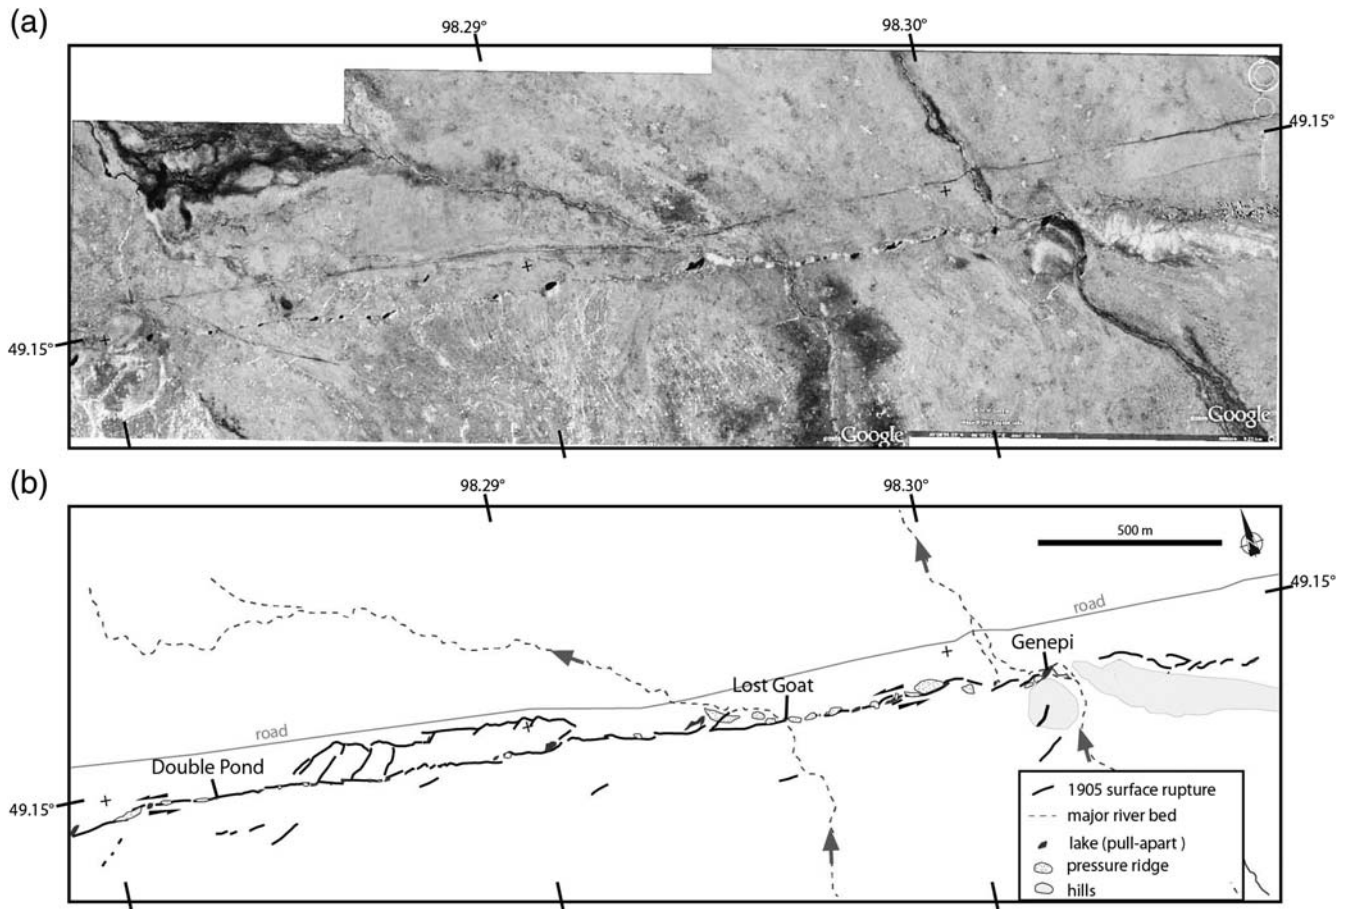 (a)
98.29°
98.30°
49.15°
49.15°
Google
Google
(b)
98.29°
98.30°
500 m
49.15°
road
Genepi
Lost Goat
road
Double Pond
49.15°
1905 surface rupture
major river bed
lake (pull-apart )
pressure ridge
hills